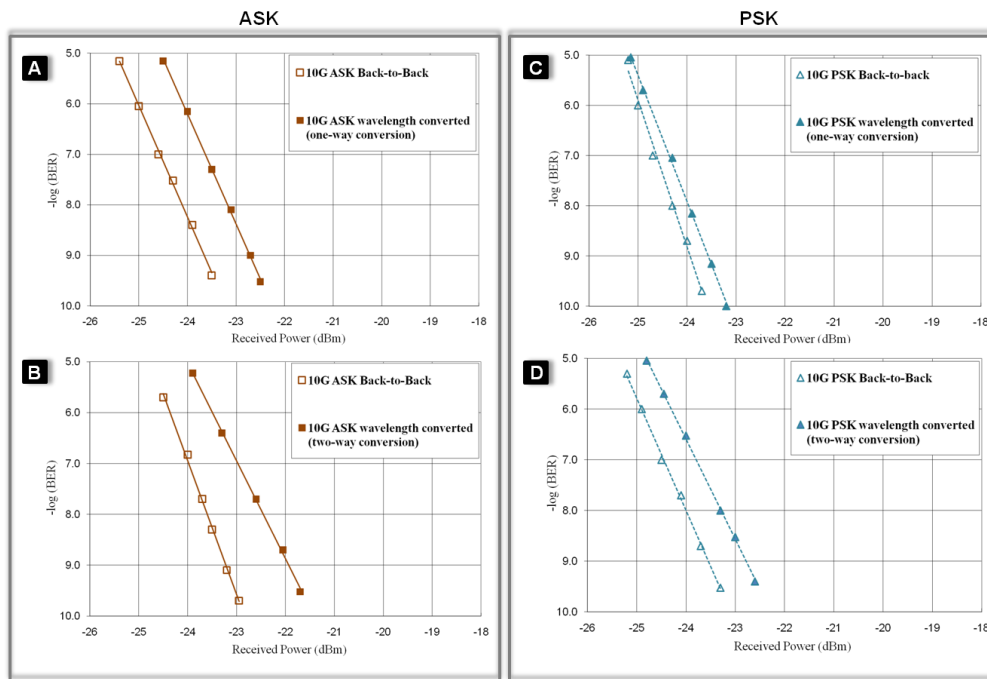 ASK
PSK
A
5.0
6.0
7.0
8.0
9.0
10.0
-log (BER)
10G ASK Back-to-Back
10G ASK wavelength converted
(one-way conversion)
-26 -25 -24 -23 -22 -21 -20 -19 -18
Received Power (dBm)
B
5.0
6.0
7.0
8.0
9.0
10.0
-log (BER)
10G ASK Back-to-Back
10G ASK wavelength converted
(two-way conversion)
-26 -25 -24 -23 -22 -21 -20 -19 -18
Received Power (dBm)
C
5.0
6.0
7.0
8.0
9.0
10.0
-log (BER)
10G PSK Back-to-back
10G PSK wavelength converted
(one-way conversion)
-26 -25 -24 -23 -22 -21 -20 -19 -18
Received Power (dBm)
D
5.0
6.0
7.0
8.0
9.0
10.0
-log (BER)
10G PSK Back-to-Back
10G PSK wavelength converted
(two-way conversion)
-26 -25 -24 -23 -22 -21 -20 -19 -18
Received Power (dBm)